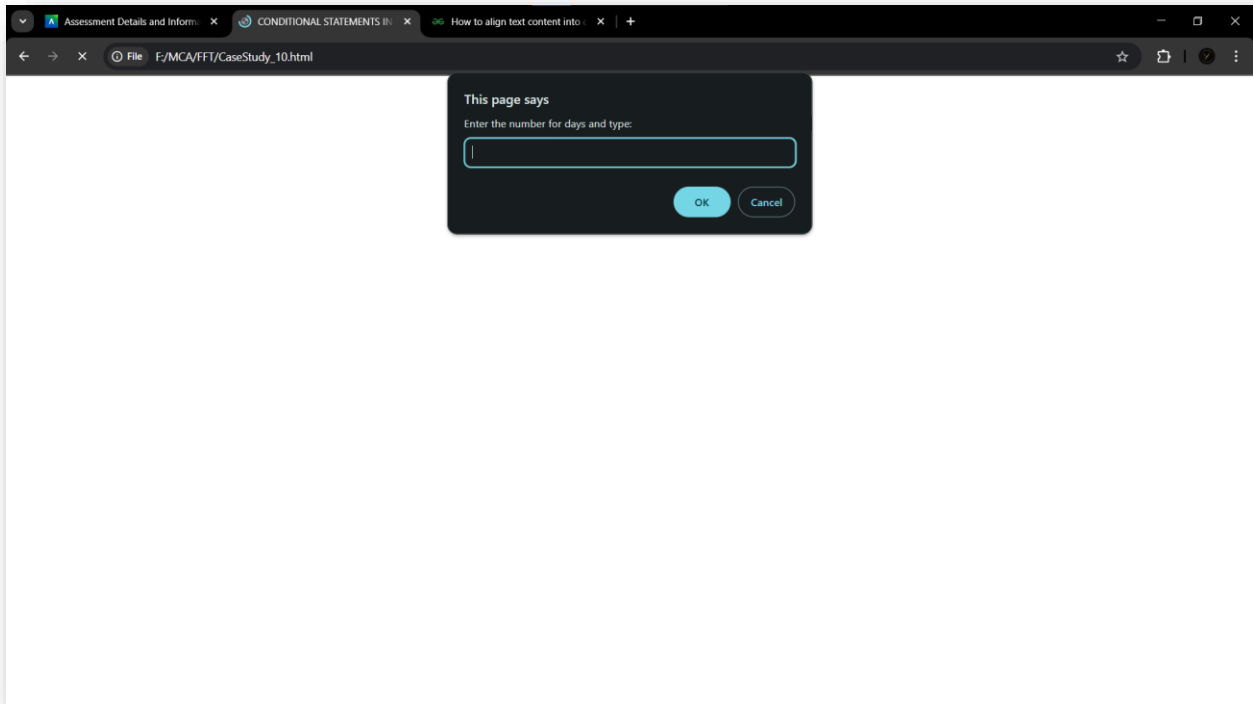 Assessment Details and Inform
CONDITIONAL STATEMENTS IN
How to align text content into c
File F:/MCA/FFT/CaseStudy_10.html
This page says
Enter the number for days and type:
OK Cancel